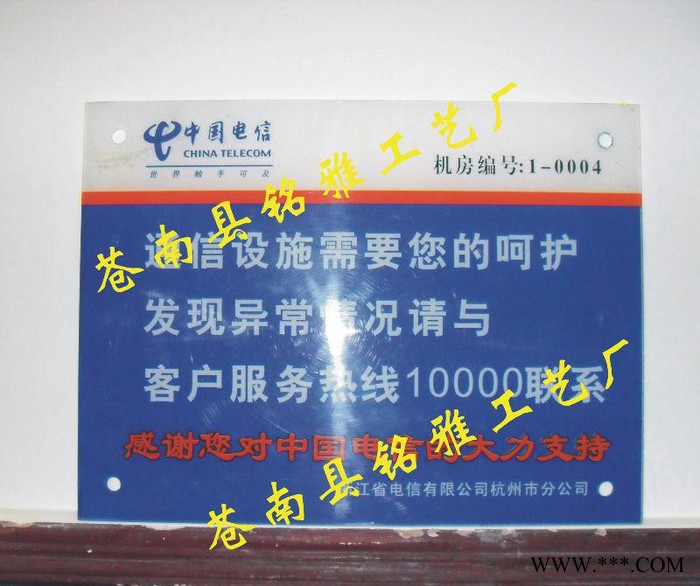 中国电信
CHINA TELECOM
世界触手可及
机房编号:1-0004
通信设施需要您的呵护
发现异常情况请与
客户服务热线10000联系
感谢您对中国电信的大力支持
江省电信有限公司杭州市分公司
苍南县铭雅工艺厂
苍南县铭雅工艺厂
WWW.***.COM